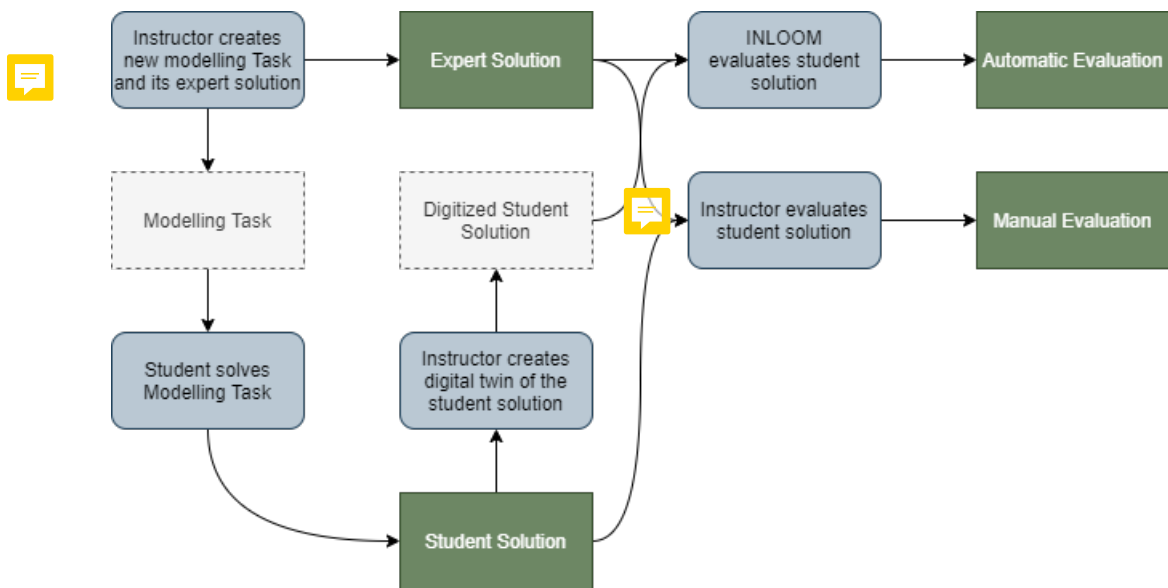 Instructor creates
new modelling Task
and its expert solution
Expert Solution
INLOOM
evaluates student
solution
Automatic Evaluation
Modelling Task
Digitized Student
Solution
Instructor evaluates
student solution
Manual Evaluation
Student solves
Modelling Task
Instructor creates
digital twin of the
student solution
Student Solution